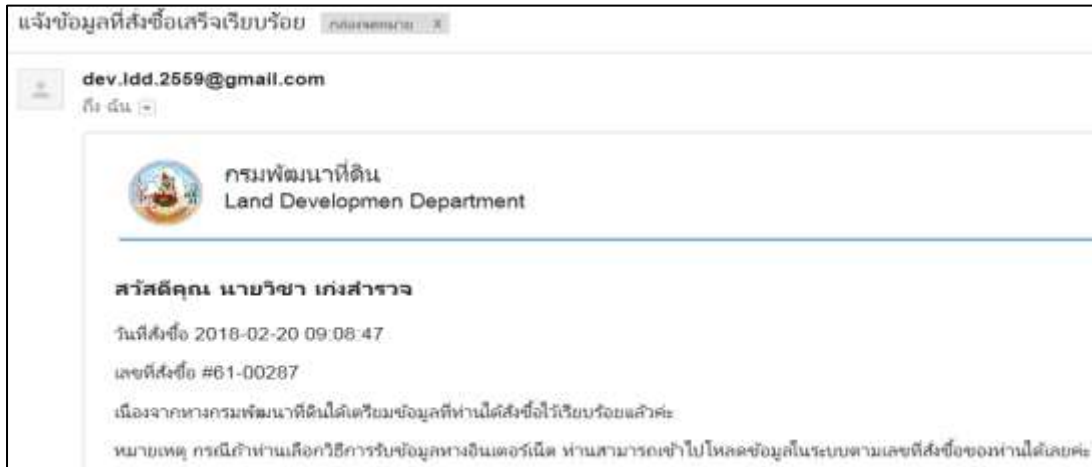 แจ้งข้อมูลที่สั่งซื้อเสร็จเรียบร้อย กล่องจดหมาย X
dev.ldd.2559@gmail.com
ถึง ฉัน
กรมพัฒนาที่ดิน
Land Developmen Department
สวัสดีคุณ นายวิชา เก่งสำรวจ
วันที่สั่งซื้อ 2018-02-20 09:08:47
เลขที่สั่งซื้อ #61-00287
เนื่องจากทางกรมพัฒนาที่ดินได้เตรียมข้อมูลที่ท่านได้สั่งซื้อไว้เรียบร้อยแล้วค่ะ
หมายเหตุ กรณีถ้าท่านเลือกวิธีการรับข้อมูลทางอินเตอร์เน็ต ท่านสามารถเข้าไปโหลดข้อมูลในระบบตามเลขที่สั่งซื้อของท่านได้เลยค่ะ